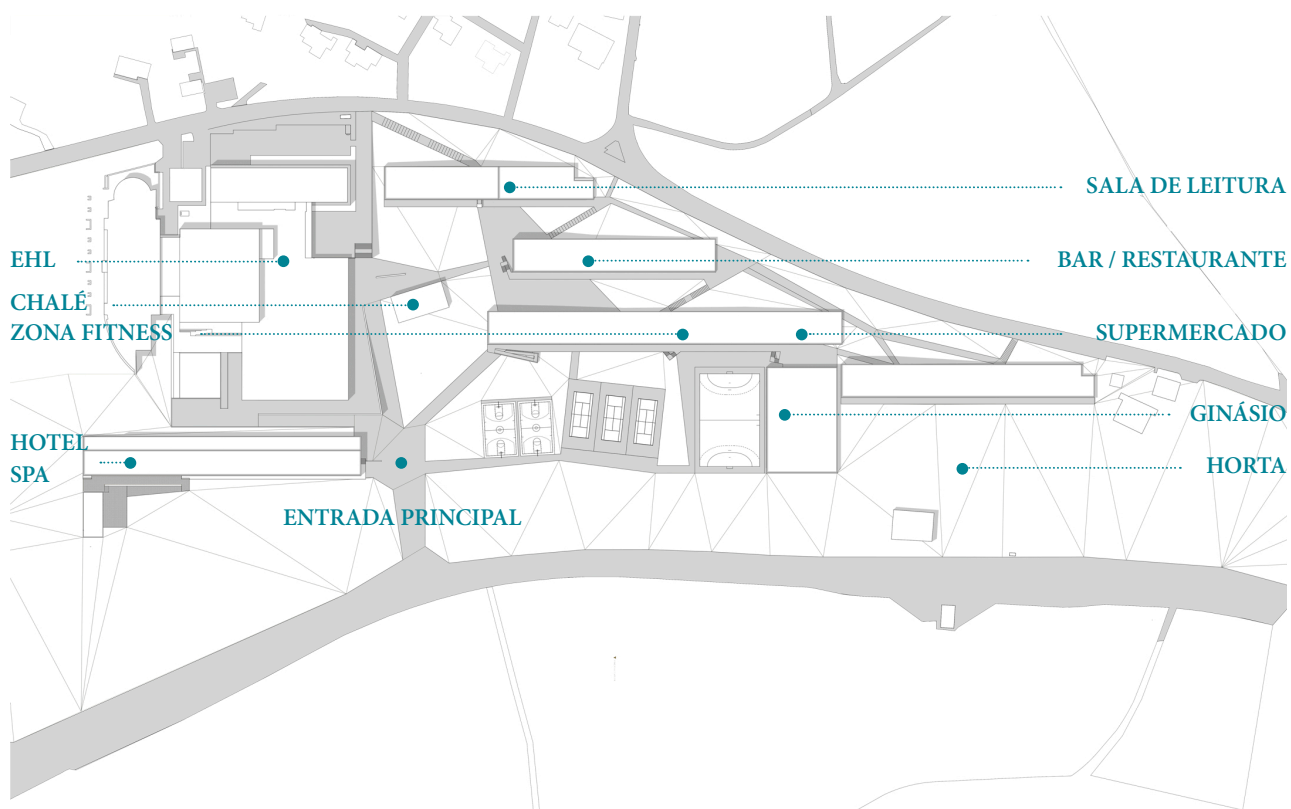 SALA DE LEITURA
EHL
BAR / RESTAURANTE
CHALÉ
ZONA FITNESS
SUPERMERCADO
GINÁSIO
HOTEL
SPA
HORTA
ENTRADA PRINCIPAL